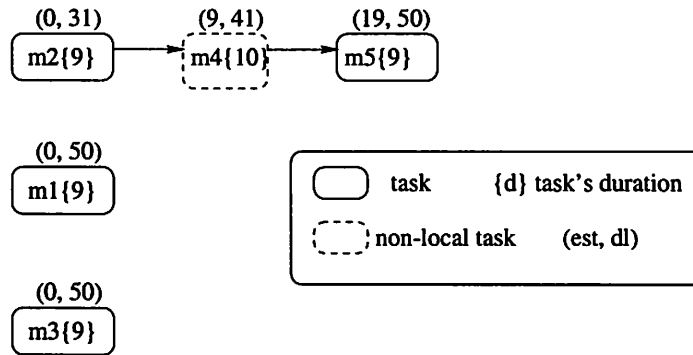 (0, 31) (9, 41) (19, 50)
m2{9} m4{10} m5{9}
(0, 50)
m1{9}
task {d} task's duration
non-local task (est, dl)
(0, 50)
m3{9}